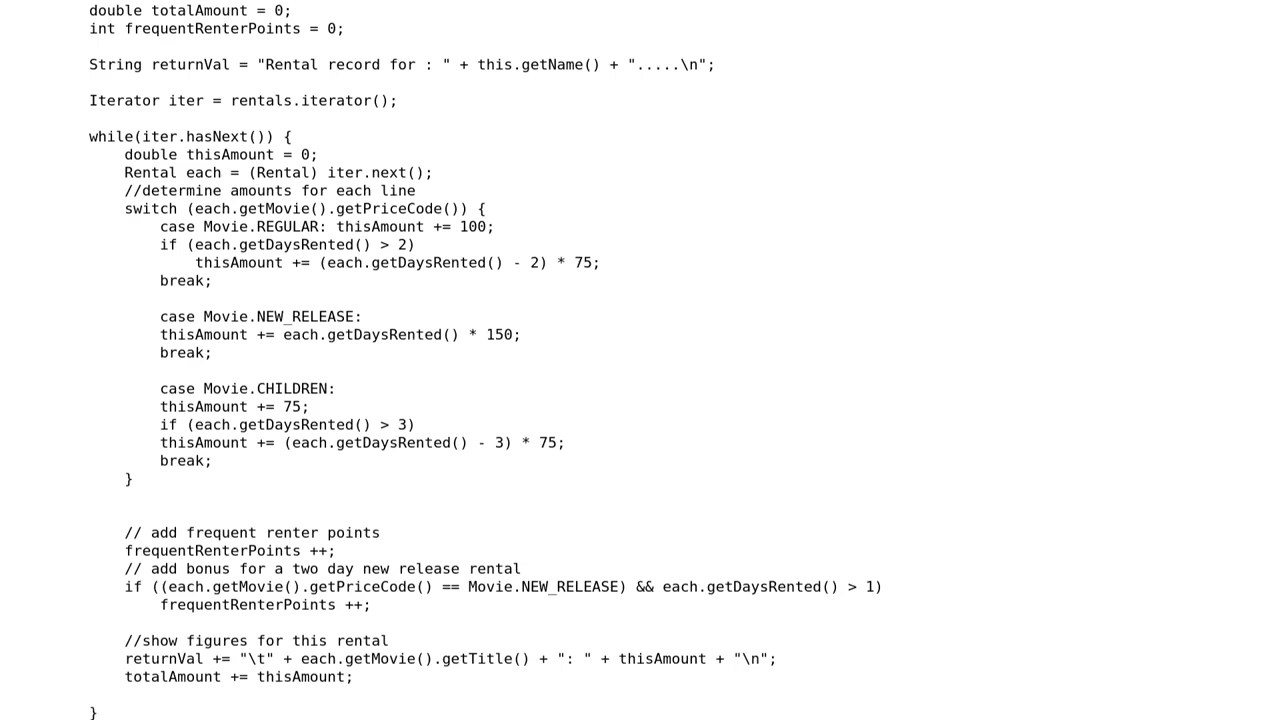 double totalAmount = 0;
int frequentRenterPoints = 0;
String returnVal = "Rental record for : " + this.getName() + ".....\n";
Iterator iter = rentals.iterator();
while(iter.hasNext()) {
double thisAmount = 0;
Rental each = (Rental) iter.next();
//determine amounts for each line
switch (each.getMovie().getPriceCode()) {
case Movie.REGULAR: thisAmount += 100;
if (each.getDaysRented() > 2)
thisAmount += (each.getDaysRented() - 2) * 75;
break;
case Movie.NEW_RELEASE:
thisAmount += each.getDaysRented() * 150;
break;
case Movie.CHILDREN:
thisAmount += 75;
if (each.getDaysRented() > 3)
thisAmount += (each.getDaysRented() - 3) * 75;
break;
}
// add frequent renter points
frequentRenterPoints ++;
// add bonus for a two day new release rental
if ((each.getMovie().getPriceCode() == Movie.NEW_RELEASE) && each.getDaysRented() > 1)
frequentRenterPoints ++;
//show figures for this rental
returnVal += "\t" + each.getMovie().getTitle() + ": " + thisAmount + "\n";
totalAmount += thisAmount;
}